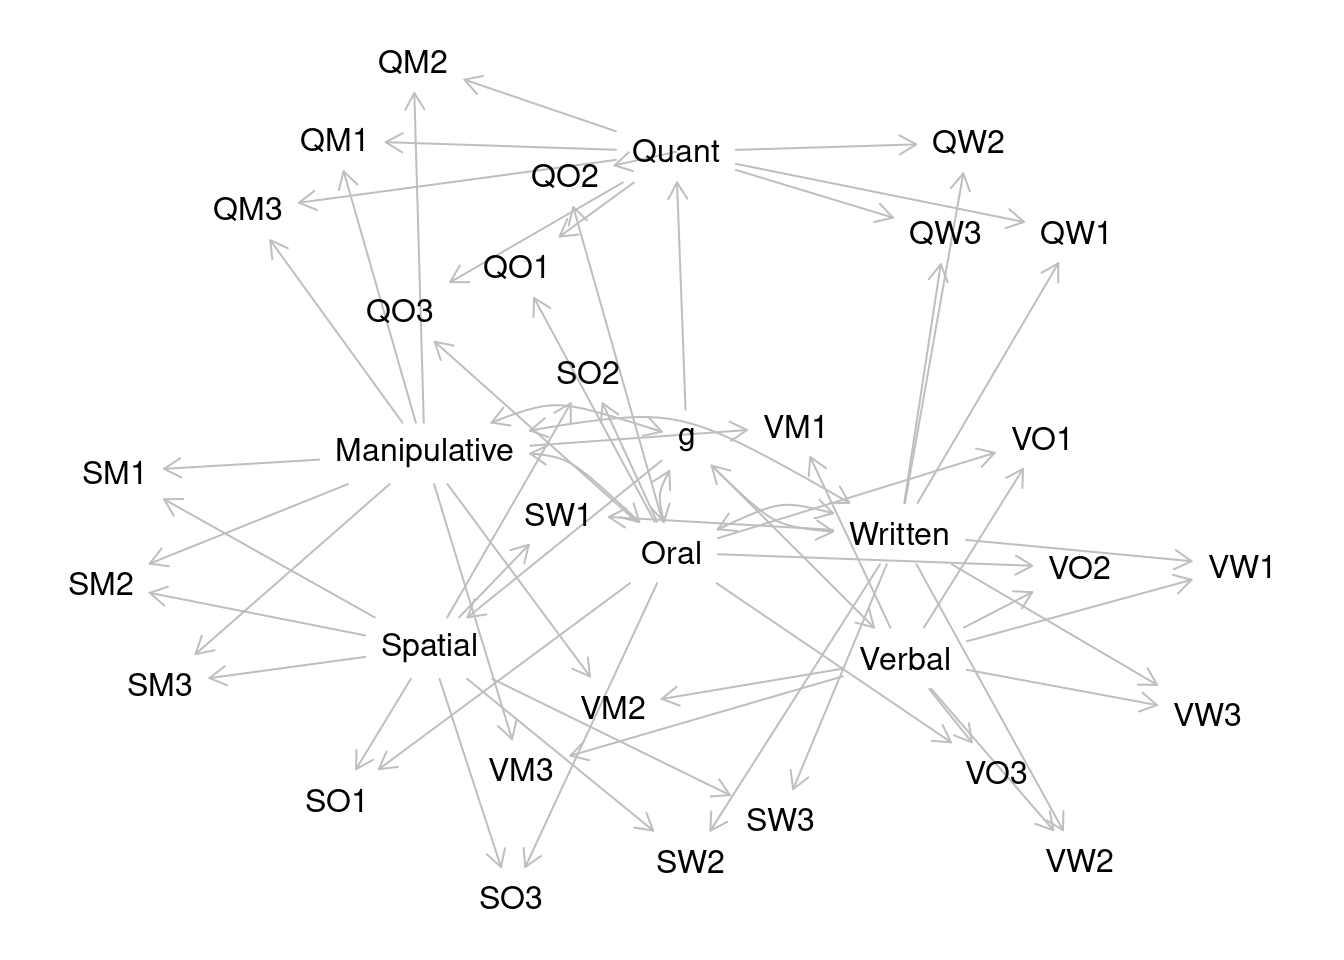 QM2
QM1
Quant
QW2
QO2
QM3
QW3
QW1
QO1
QO3
SO2
VM1
g
VO1
Manipulative
SM1
SW1
Written
Oral
VO2
VW1
SM2
Spatial
Verbal
SM3
VM2
VW3
VM3
VO3
SO1
SW3
SW2
VW2
SO3